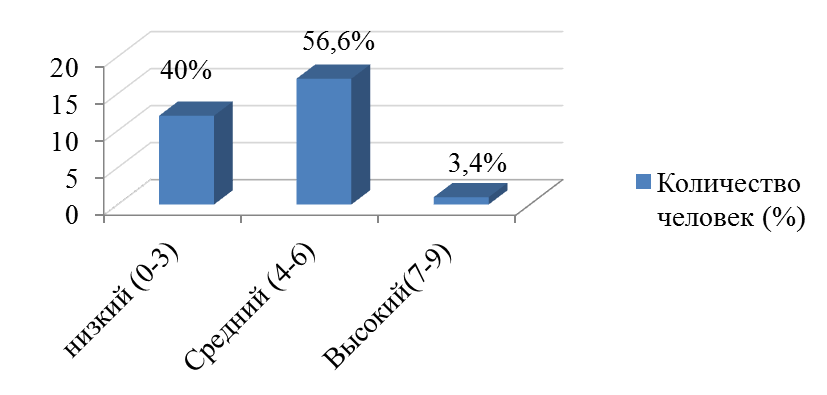 56,6%
40%
3,4%
20
15
10
5
0
низкий (0-3)
Средний (4-6)
Высокий(7-9)
Количество
человек (%)